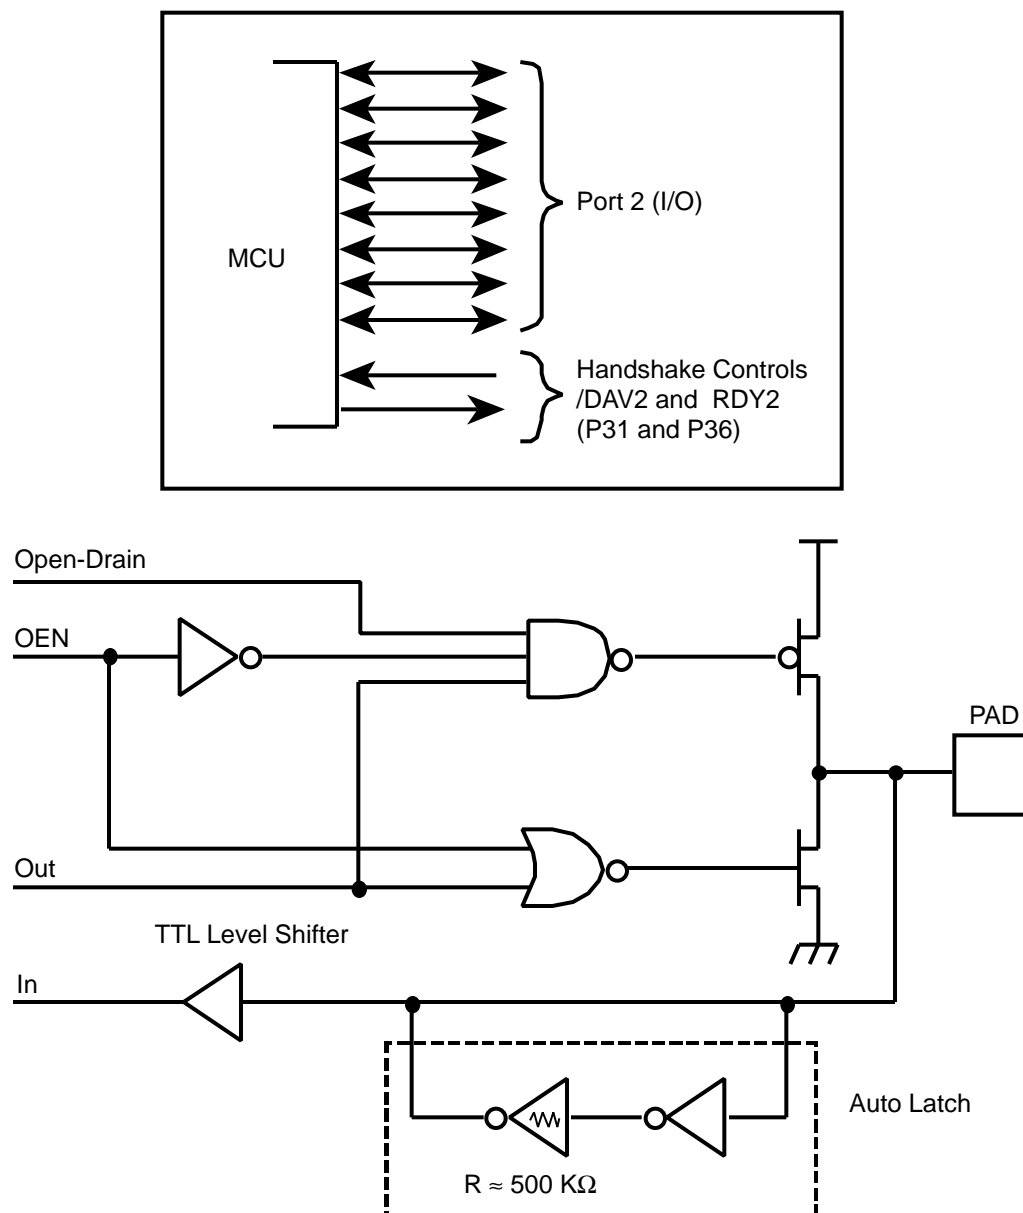 MCU
Port 2 (I/O)
Handshake Controls
/DAV2 and RDY2
(P31 and P36)
Open-Drain
OEN
PAD
Out
TTL Level Shifter
In
Auto Latch
R ≈ 500 KΩ